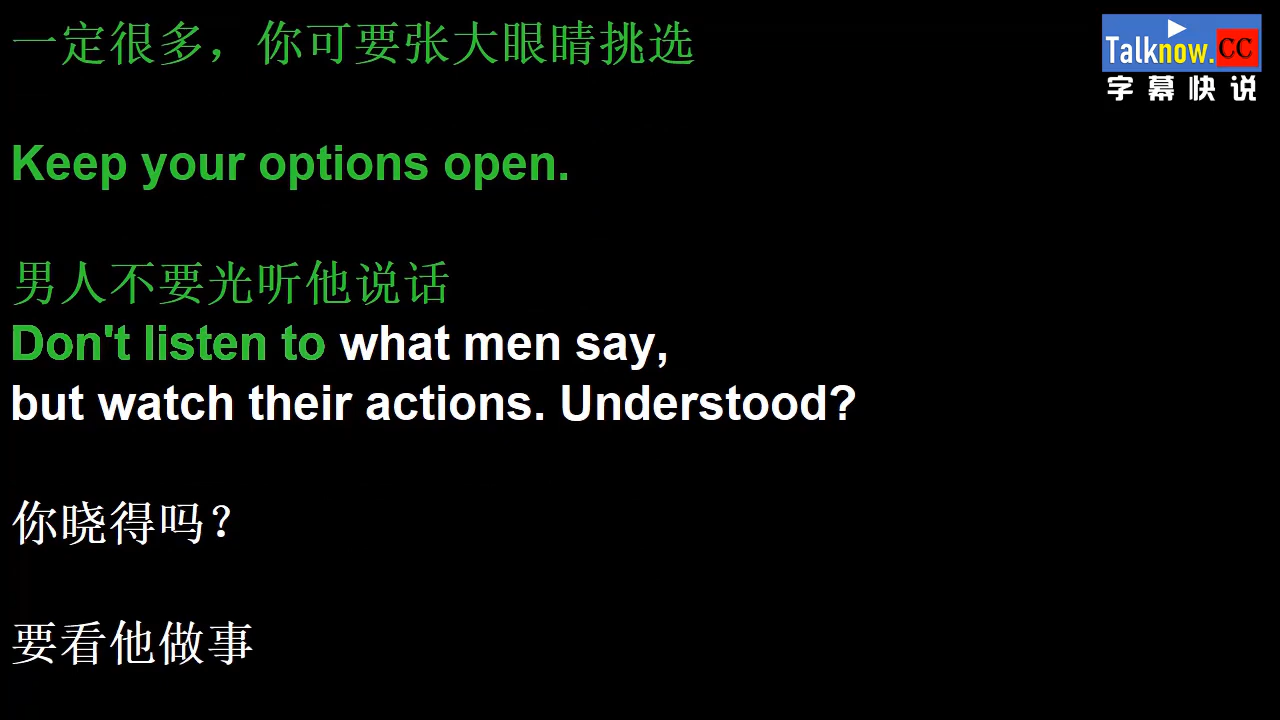 一定很多，你可要张大眼睛挑选
Talknow.CC
字幕快说
Keep your options open.
男人不要光听他说话
Don't listen to what men say,
but watch their actions. Understood?
你晓得吗？
要看他做事